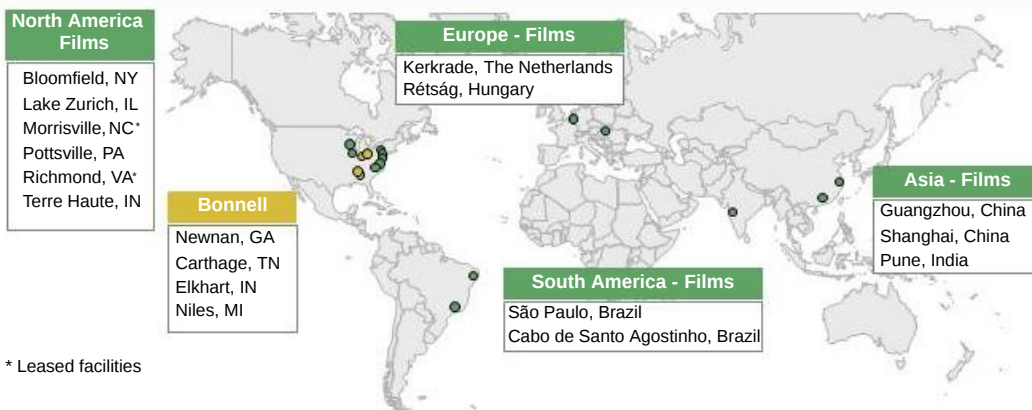 North America
Films
Bloomfield, NY
Lake Zurich, IL
Morrisville, NC*
Pottsville, PA
Richmond, VA*
Terre Haute, IN
Europe - Films
Kerkrade, The Netherlands
Rétság, Hungary
Bonnell
Newnan, GA
Carthage, TN
Elkhart, IN
Niles, MI
Asia - Films
Guangzhou, China
Shanghai, China
Pune, India
South America - Films
São Paulo, Brazil
Cabo de Santo Agostinho, Brazil
* Leased facilities